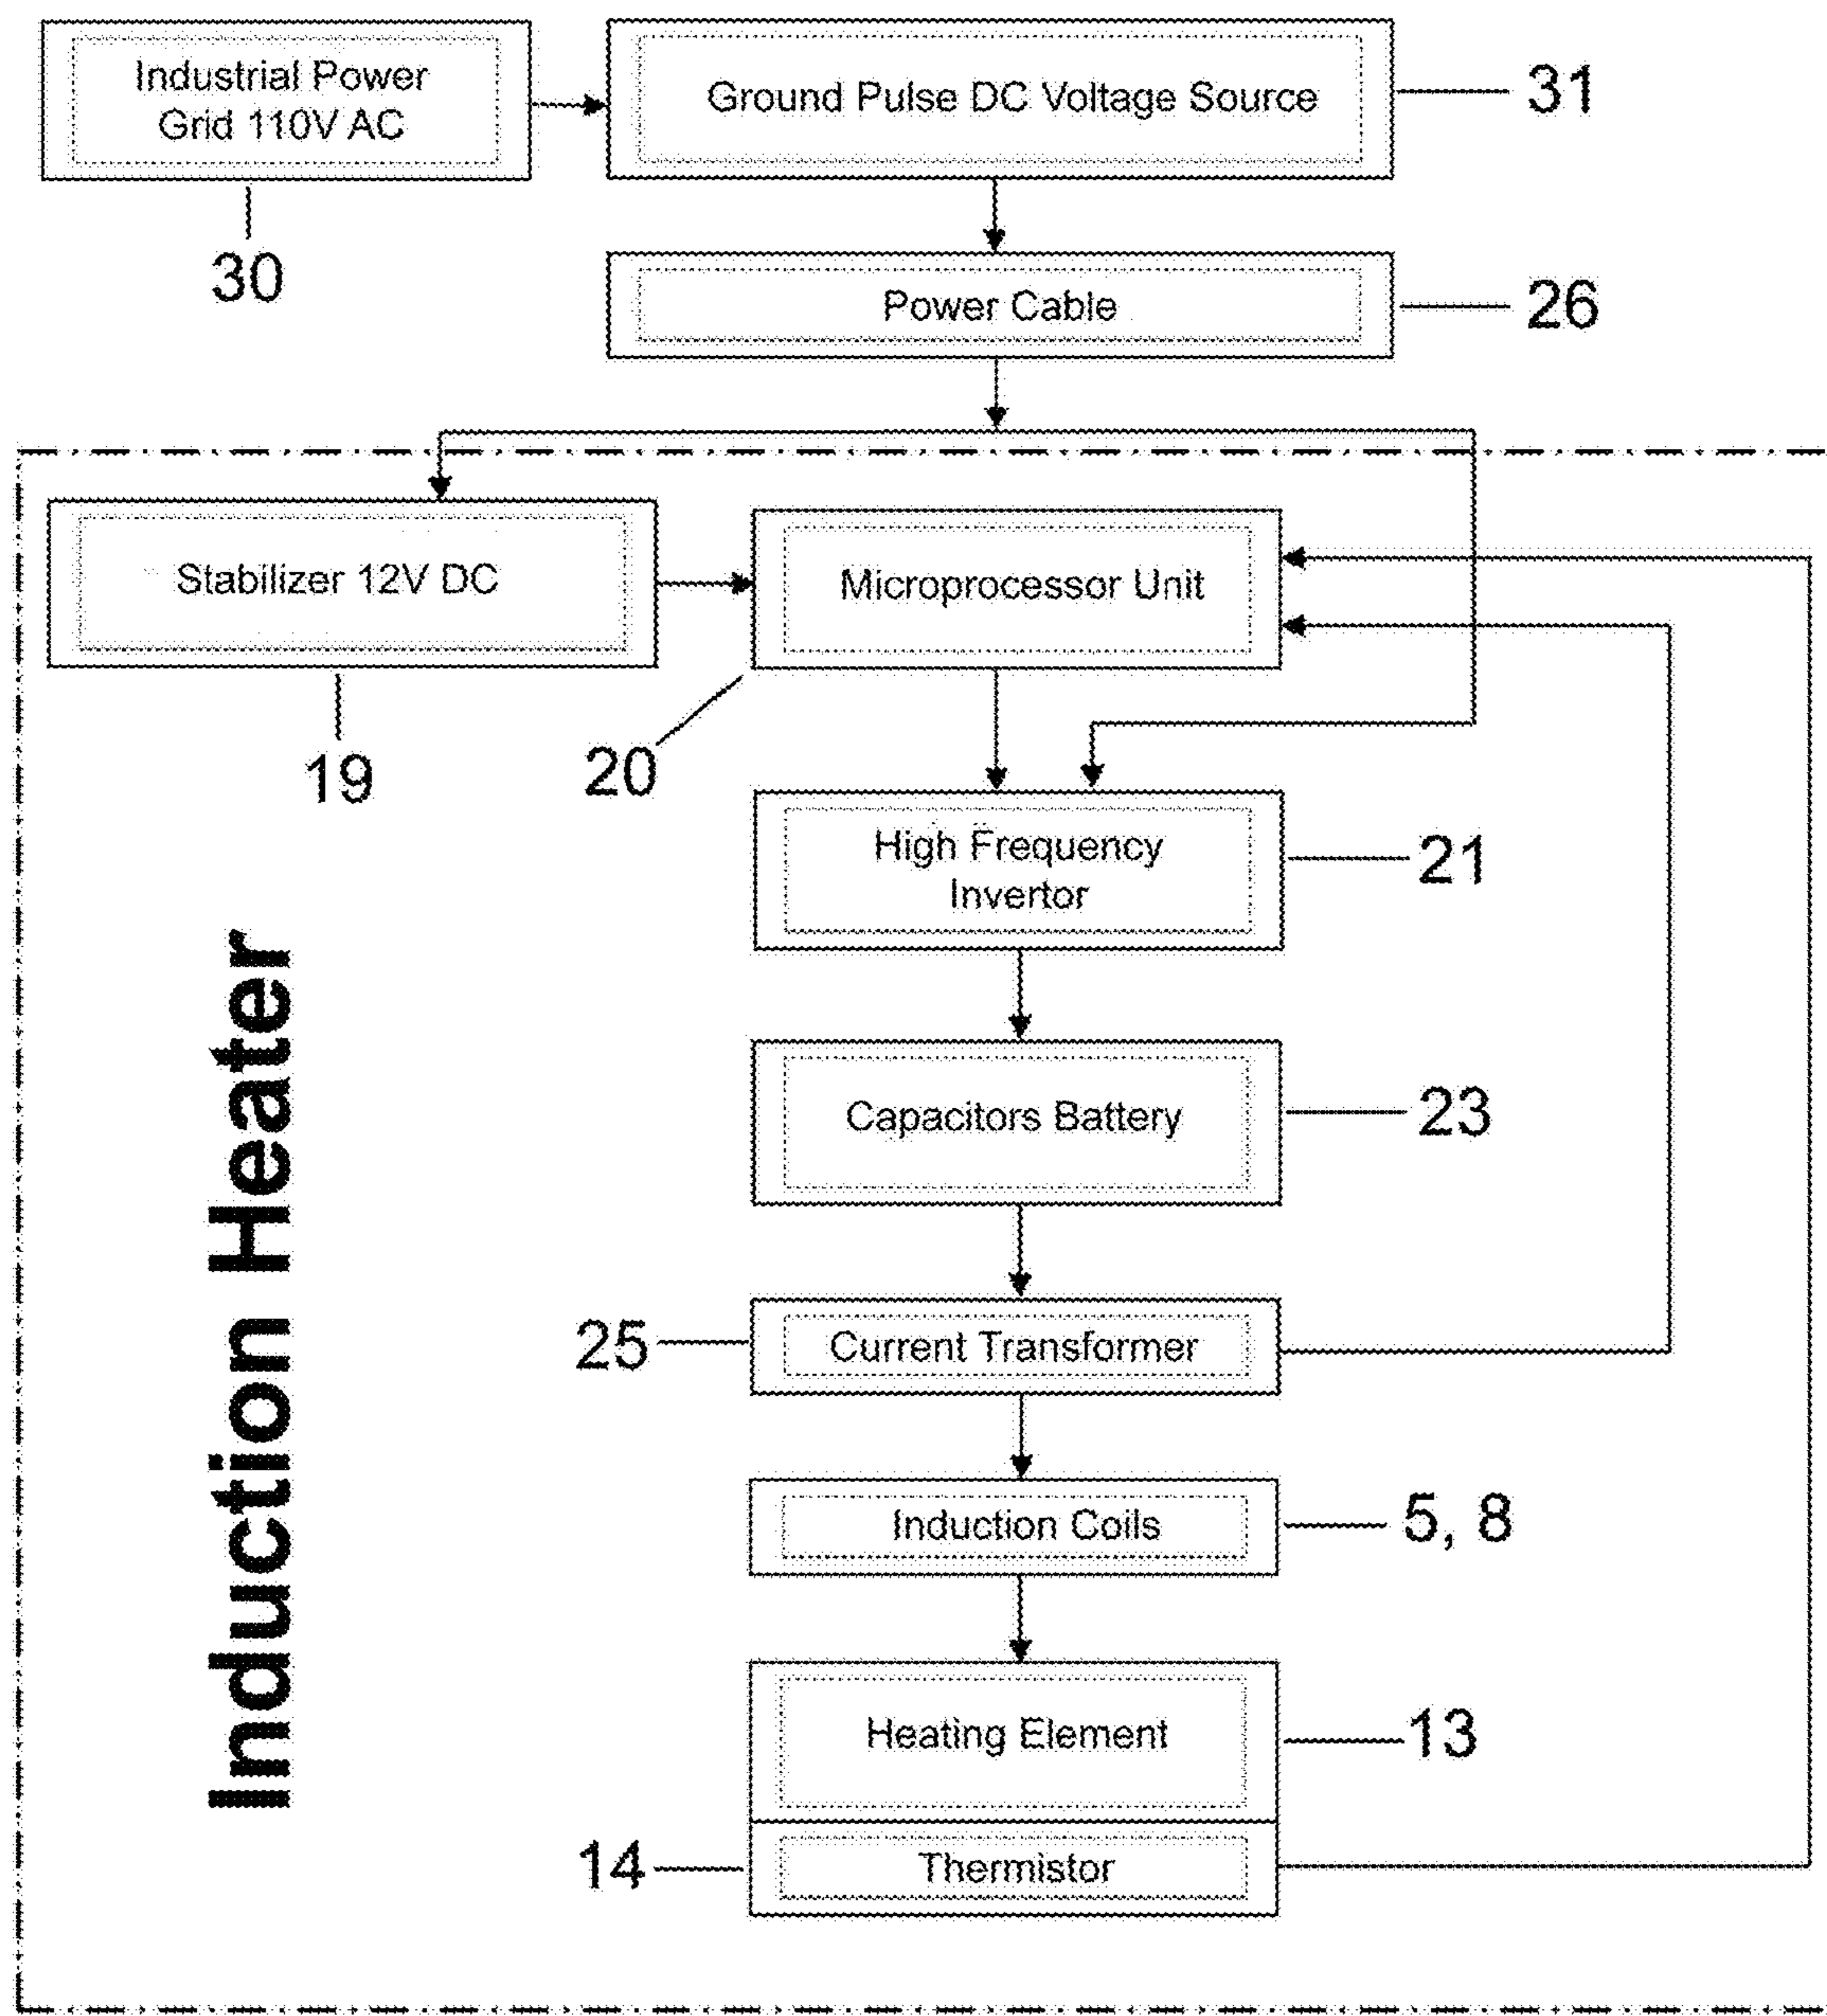 Industrial Power
Grid 110V AC
Ground Pulse DC Voltage Source
31
30
Power Cable
26
Stabilizer 12V DC
Microprocessor Unit
19
20
High Frequency
Invertor
21
Capacitors Battery
23
25
Current Transformer
Induction Coils
5, 8
Heating Element
13
14
Thermistor
Induction Heater